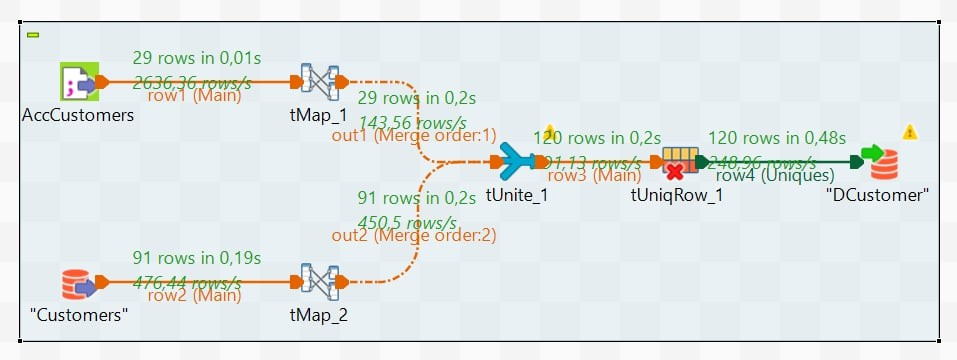 29 rows in 0,01s
2636,36 rows/s
row1 (Main)
AccCustomers
tMap_1
29 rows in 0,2s
143,56 rows/s
out1 (Merge order:1)
120 rows in 0,2s
row3 (Main)
120 rows in 0,48s
248,96 rows/s
row4 (Uniques)
tUnite_1
tUniqRow_1
"DCustomer"
91 rows in 0,2s
450,5 rows/s
out2 (Merge order:2)
91 rows in 0,19s
476,44 rows/s
row2 (Main)
"Customers"
tMap_2